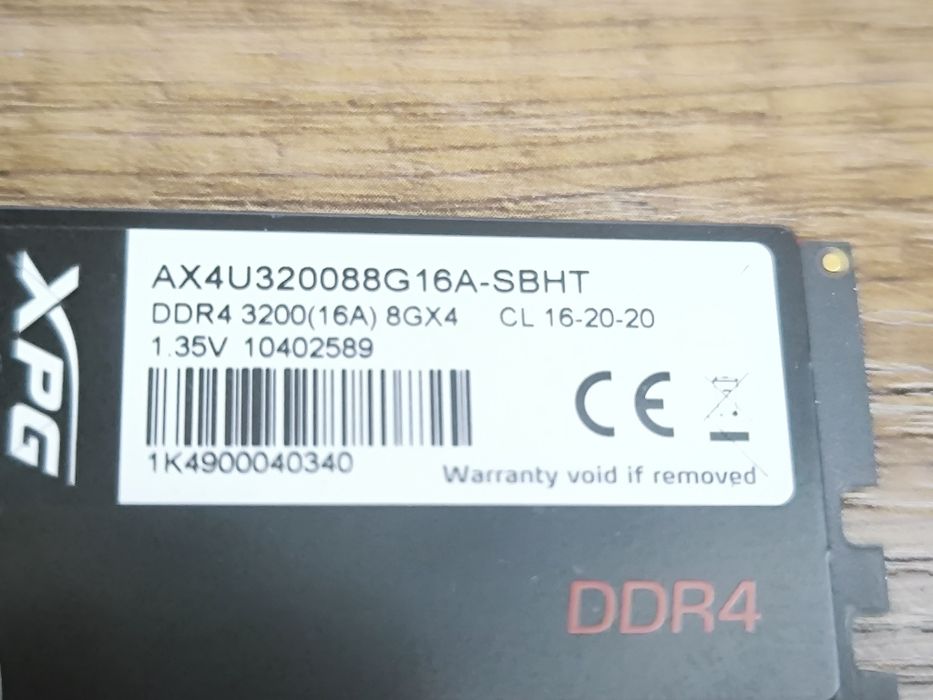 XPG
AX4U320088G16A-SBHT
DDR4 3200(16A) 8GX4 CL 16-20-20
1.35V 10402589
1K4900040340
CE
Warranty void if removed
DDR4